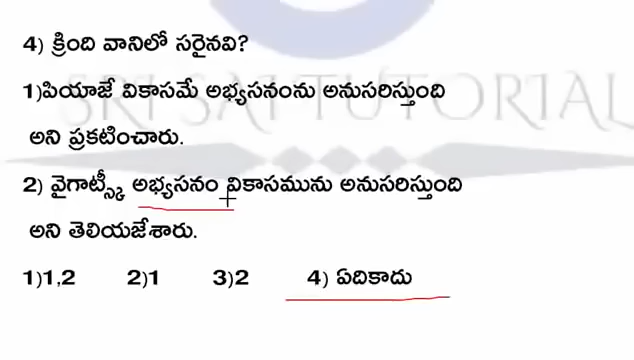 4) క్రింది వానిలో సరైనవి?
SRI SAI TUTORIAL
1)పియాజే వికాసమే అభ్యసనంను అనుసరిస్తుంది
అని ప్రకటించారు.
2) వైగాట్స్కీ అభ్యసనం వికాసమును అనుసరిస్తుంది
అని తెలియజేశారు.
1)1,2 2)1 3)2 4) ఏదికాదు